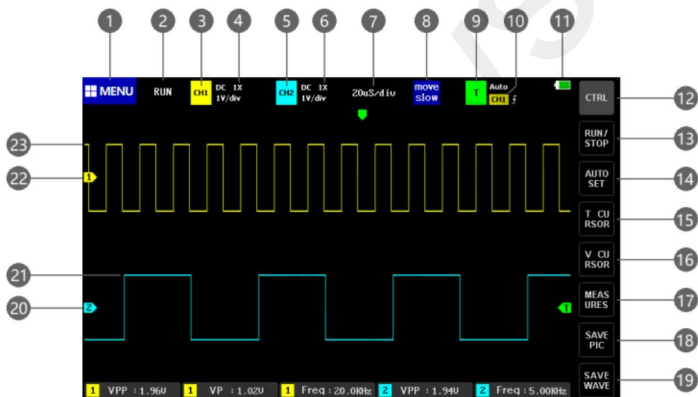 1 2 3 4 5 6 7 8 9 10 11
MENU RUN CH1 DC 1X 1V/div CH2 DC 1X 1V/div 20uS/div move slow T Auto CH1
CTRL 12
RUN/
STOP 13
23
AUTO
SET 14
22 1
T CU
RSOR 15
V CU
RSOR 16
21
MEAS
URES 17
20 2 T
SAVE
PIC 18
SAVE
WAVE 19
1 VPP :1.96V 1 VP :1.02V 1 Freq:20.0KHz 2 VPP :1.94V 2 Freq:5.00KHz